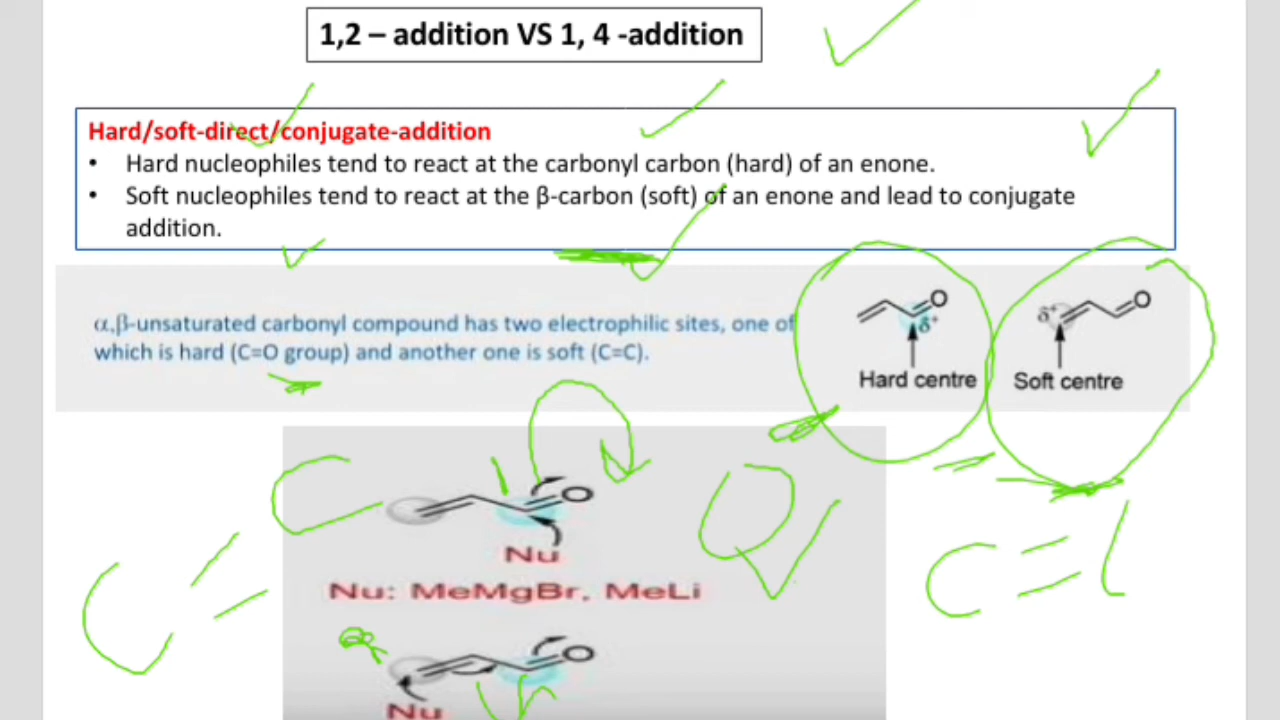 1,2 – addition VS 1, 4 -addition
Hard/soft-direct/conjugate-addition
• Hard nucleophiles tend to react at the carbonyl carbon (hard) of an enone.
• Soft nucleophiles tend to react at the β-carbon (soft) of an enone and lead to conjugate
addition.
α,β-unsaturated carbonyl compound has two electrophilic sites, one of
which is hard (C=O group) and another one is soft (C=C).
O
δ+
Hard centre
δ+
O
Soft centre
O
Nu
Nu: MeMgBr, MeLi
C =
C = C
O
Nu